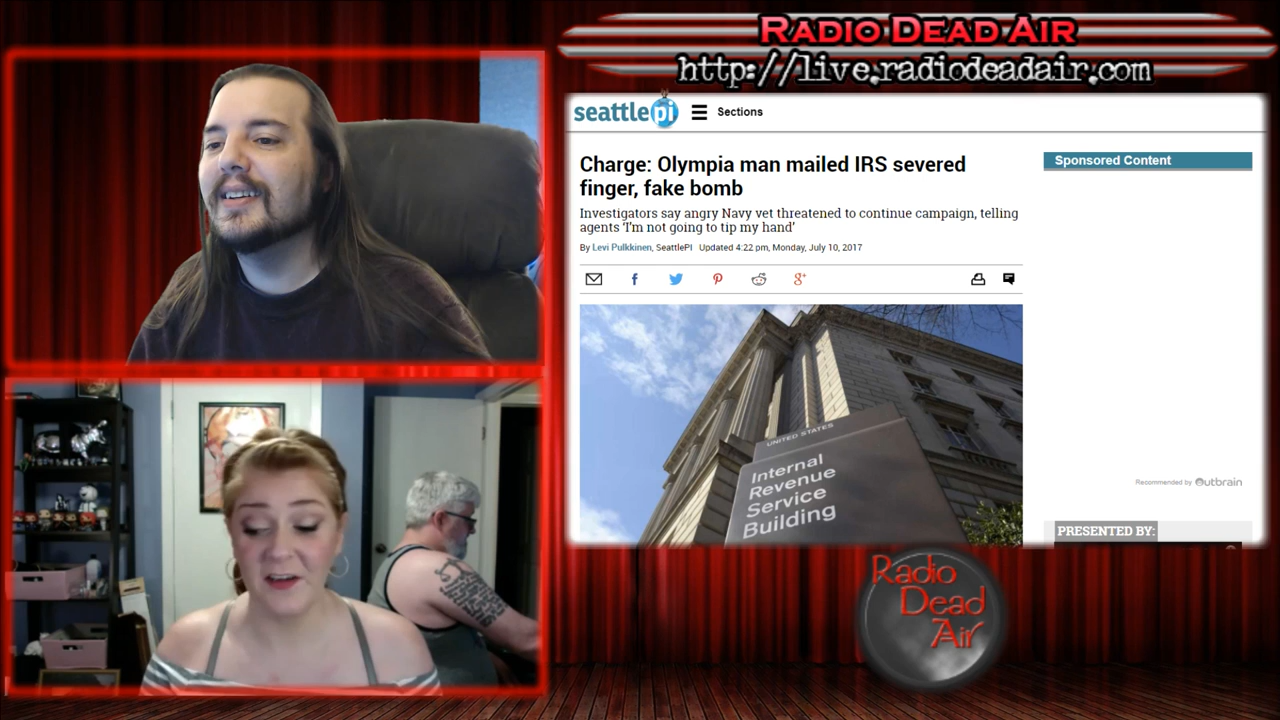 Radio Dead Air
http://live.radiodeadair.com
seattlepi
Sections
Charge: Olympia man mailed IRS severed
finger, fake bomb
Investigators say angry Navy vet threatened to continue campaign, telling
agents ‘I’m not going to tip my hand’
By Levi Pulkkinen, SeattlePI Updated 4:22 pm, Monday, July 10, 2017
Sponsored Content
UNITED STATES
Internal
Revenue
Service
Building
Recommended by Outbrain
PRESENTED BY:
Radio
Dead
Air